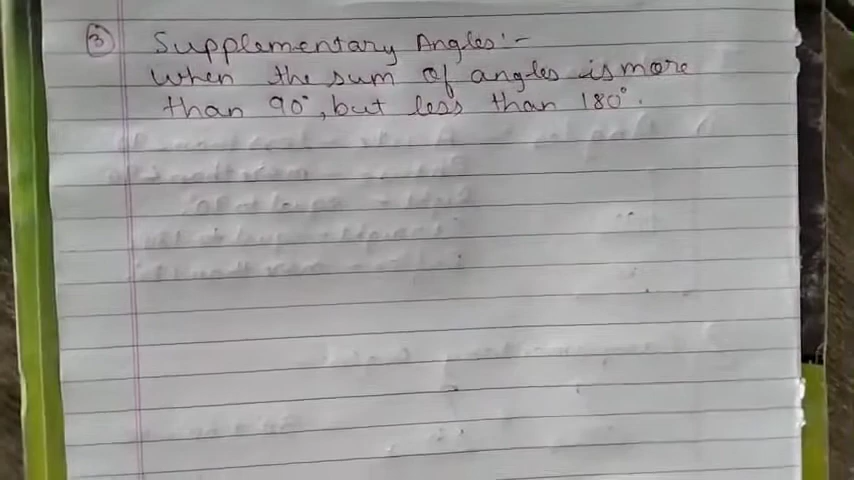 3 Supplementary Angles :-
When the sum of angles is more
than 90°, but less than 180°.